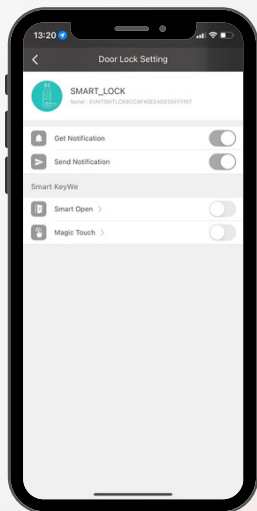 13:20
Door Lock Setting
H
SMART_LOCK
Get Notification
Send Notification
Smart KeyWe
Smart Open
Magic Touch